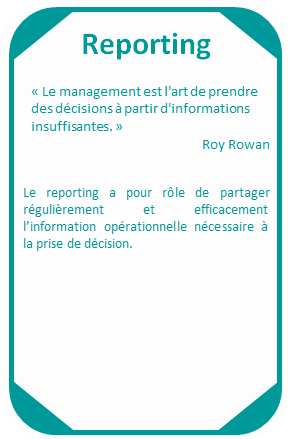 Reporting
« Le management est l'art de prendre
des décisions à partir d'informations
insuffisantes. »
Roy Rowan
Le reporting a pour rôle de partager
régulièrement et efficacement
l’information opérationnelle nécessaire à
la prise de décision.